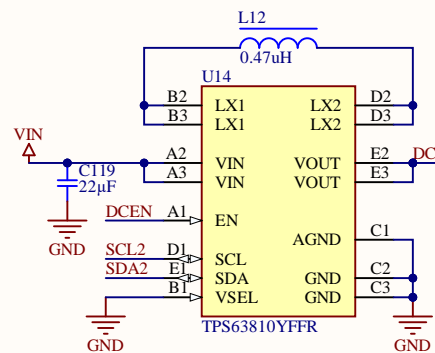 L12
0.47uH
U14
B2 LX1 LX2 D2
B3 LX1 LX2 D3
VIN
A2 VIN VOUT E2 DC
A3 VIN VOUT E3
C119
22µF
GND
DCEN A1 EN
AGND C1
SCL2 D1 SCL
SDA2 E1 SDA GND C2
B1 VSEL GND C3
TPS63810YFFR
GND
GND